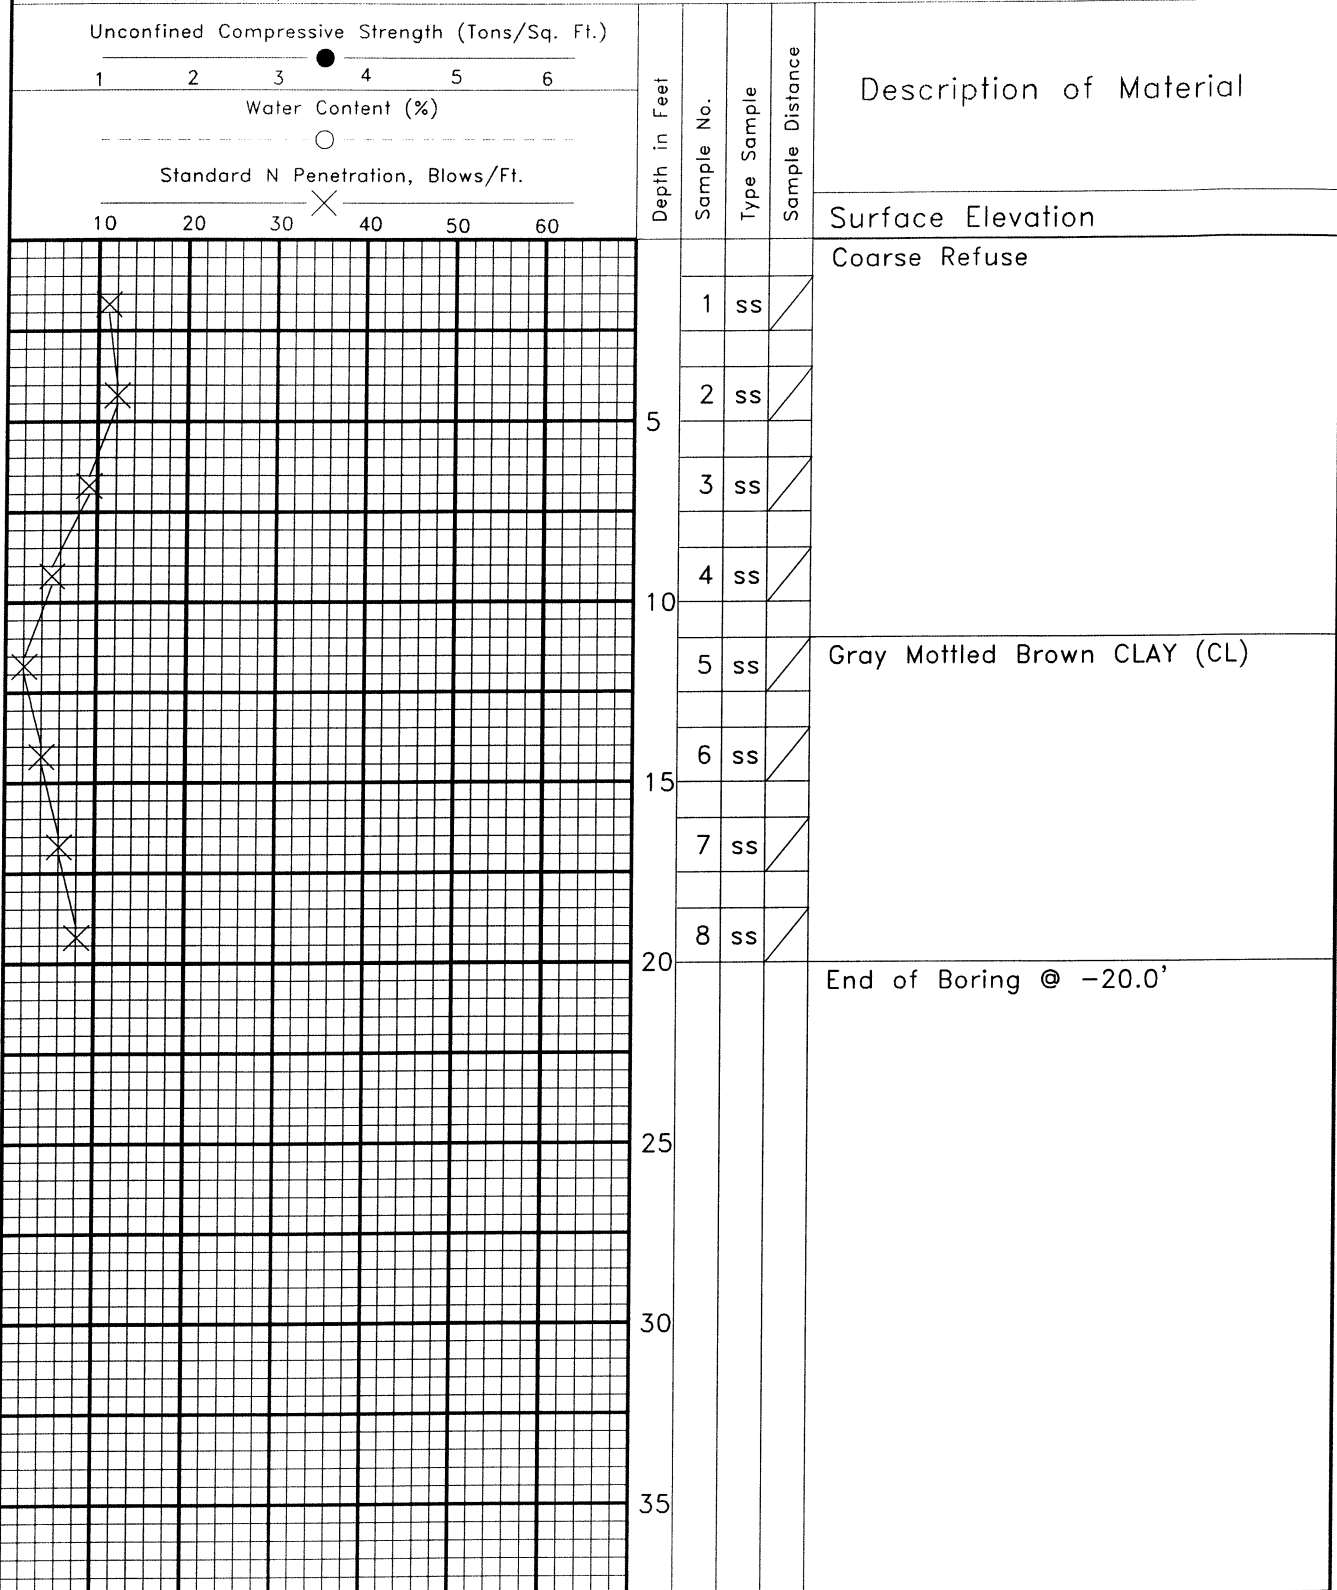 Unconfined Compressive Strength (Tons/Sq. Ft.)
1 2 3 4 5 6
Water Content (%)
Standard N Penetration, Blows/Ft.
10 20 30 40 50 60
Depth in Feet
Sample No.
Type Sample
Sample Distance
Description of Material
Surface Elevation
Coarse Refuse
1 ss
2 ss
5
3 ss
4 ss
10
5 ss Gray Mottled Brown CLAY (CL)
6 ss
15
7 ss
8 ss
20
End of Boring @ -20.0'
25
30
35